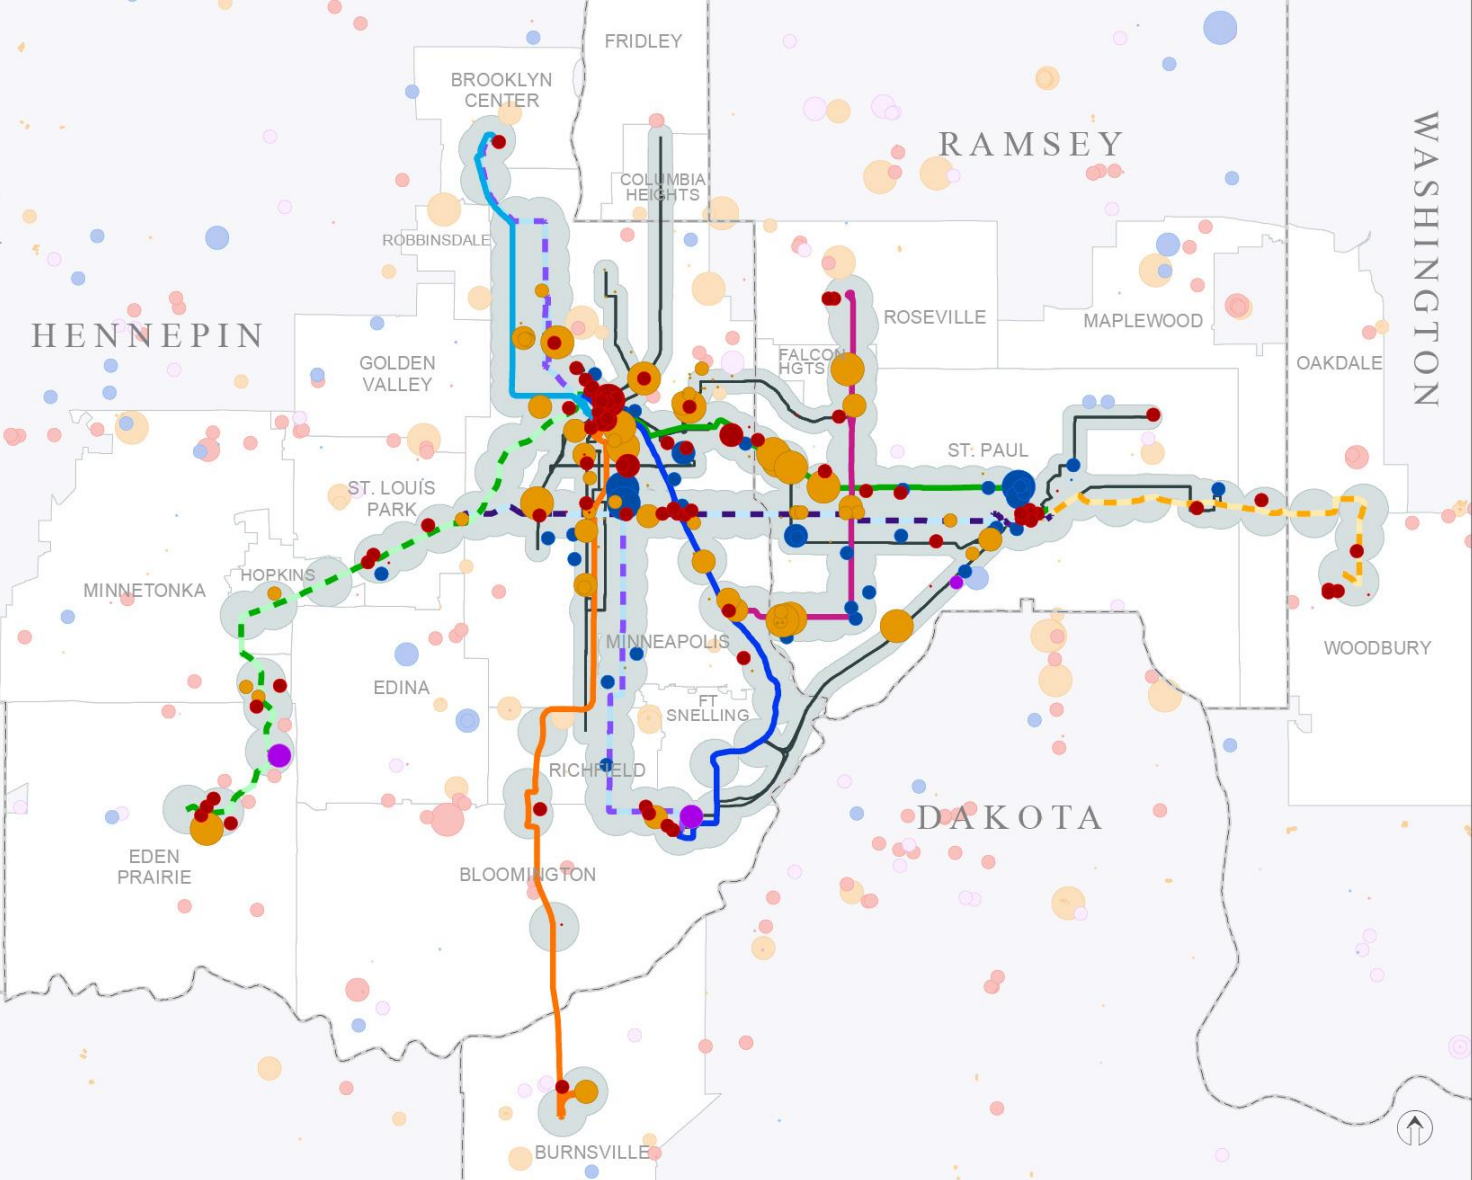 FRIDLEY
BROOKLYN
CENTER
RAMSEY
WASHINGTON
COLUMBIA
HEIGHTS
ROBBINSDALE
HENNEPIN
ROSEVILLE
MAPLEWOOD
GOLDEN
VALLEY
FALCON
HGTS
OAKDALE
ST. PAUL
ST. LOUIS
PARK
HOPKINS
MINNETONKA
MINNEAPOLIS
WOODBURY
EDINA
FT
SNELLING
RICHFIELD
DAKOTA
EDEN
PRAIRIE
BLOOMINGTON
BURNSVILLE